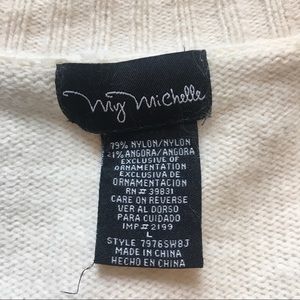 My Michelle
79% NYLON/NYLON
21% ANGORA/ANGORA
EXCLUSIVE OF
ORNAMENTATION
EXCLUSIVA DE
ORNAMENTACION
RN # 39831
CARE ON REVERSE
VER AL DORSO
PARA CUIDADO
IMP # 2199
L
STYLE 7976SW8J
MADE IN CHINA
HECHO EN CHINA